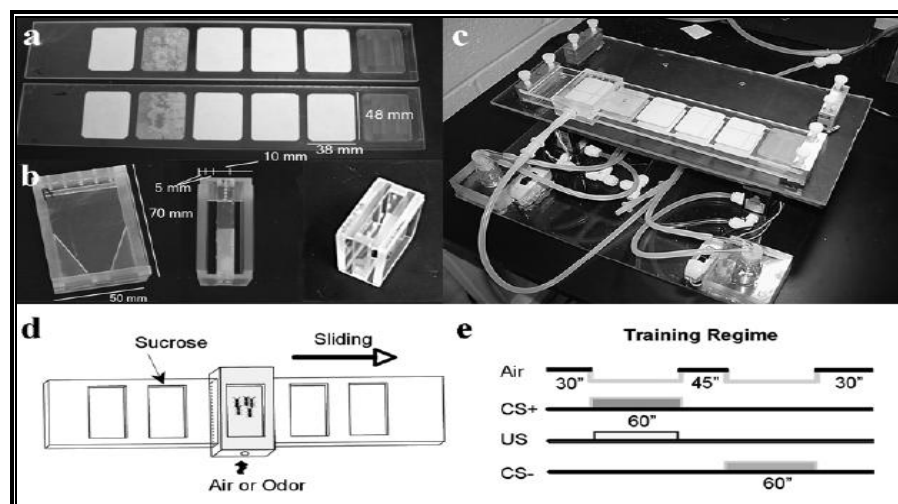 a
48 mm
38 mm
b
10 mm
5 mm
70 mm
50 mm
c
d
Sucrose
Sliding
Air or Odor
e
Training Regime
Air
30” 45” 30”
CS+
60”
US
CS-
60”